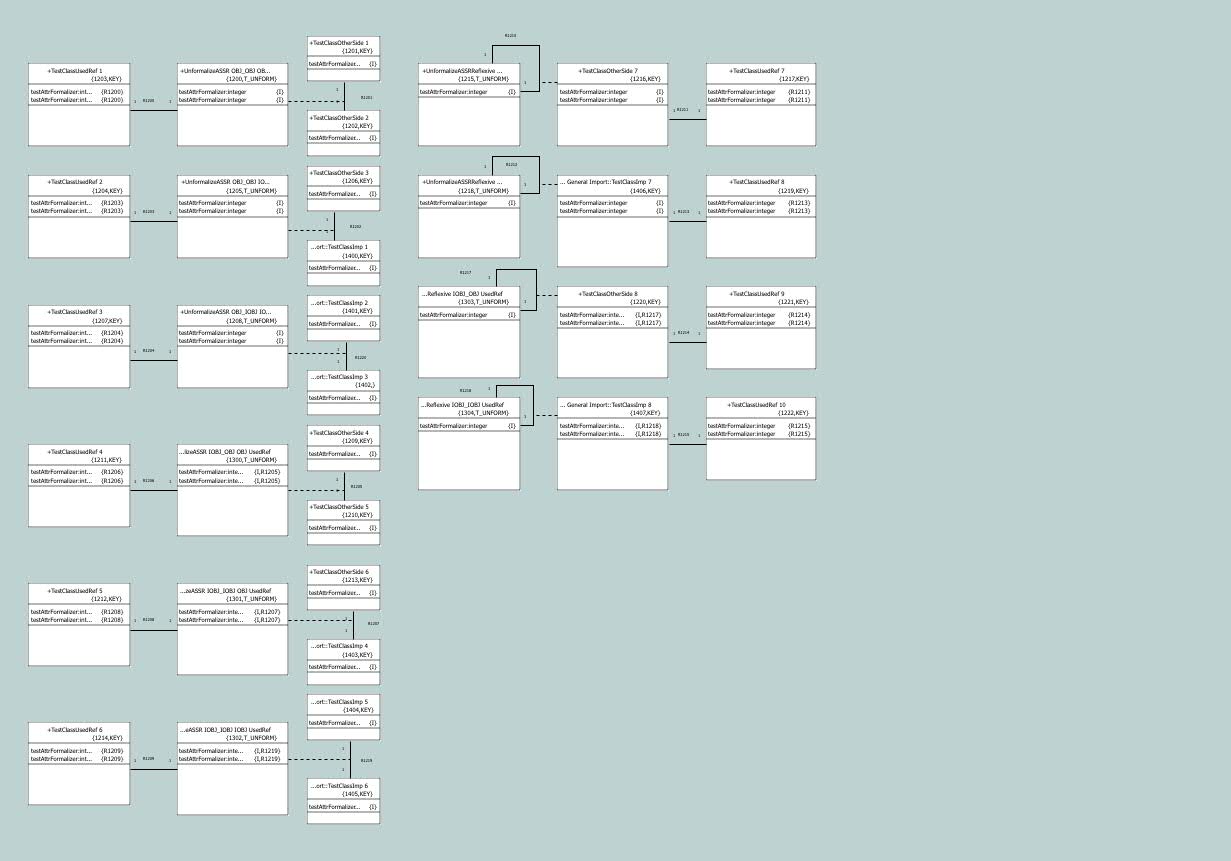 +TestClassUsedRef 1
{1203,KEY}
testAttrFormalizer:int... {R1200}
testAttrFormalizer:int... {R1200}
1 R1200 1
+UnformalizeASSR OBJ_OBJ OB...
{1200,T_UNFORM}
testAttrFormalizer:integer {I}
testAttrFormalizer:integer {I}
+TestClassOtherSide 1
{1201,KEY}
testAttrFormalizer... {I}
1
R1201
1
+TestClassOtherSide 2
{1202,KEY}
testAttrFormalizer... {I}
+TestClassUsedRef 2
{1204,KEY}
testAttrFormalizer:int... {R1203}
testAttrFormalizer:int... {R1203}
1 R1203 1
+UnformalizeASSR OBJ_OBJ IO...
{1205,T_UNFORM}
testAttrFormalizer:integer {I}
testAttrFormalizer:integer {I}
+TestClassOtherSide 3
{1206,KEY}
testAttrFormalizer... {I}
1
R1202
1
...ort::TestClassImp 1
{1400,KEY}
testAttrFormalizer... {I}
+TestClassUsedRef 3
{1207,KEY}
testAttrFormalizer:int... {R1204}
testAttrFormalizer:int... {R1204}
1 R1204 1
+UnformalizeASSR OBJ_IOBJ IO...
{1208,T_UNFORM}
testAttrFormalizer:integer {I}
testAttrFormalizer:integer {I}
...ort::TestClassImp 2
{1401,KEY}
testAttrFormalizer... {I}
1
R1220
1
...ort::TestClassImp 3
{1402,}
testAttrFormalizer... {I}
+TestClassUsedRef 4
{1211,KEY}
testAttrFormalizer:int... {R1206}
testAttrFormalizer:int... {R1206}
1 R1206 1
...lizeASSR IOBJ_OBJ OBJ UsedRef
{1300,T_UNFORM}
testAttrFormalizer:inte... {I,R1205}
testAttrFormalizer:inte... {I,R1205}
+TestClassOtherSide 4
{1209,KEY}
testAttrFormalizer... {I}
1
R1205
1
+TestClassOtherSide 5
{1210,KEY}
testAttrFormalizer... {I}
+TestClassUsedRef 5
{1212,KEY}
testAttrFormalizer:int... {R1208}
testAttrFormalizer:int... {R1208}
1 R1208 1
...zeASSR IOBJ_IOBJ OBJ UsedRef
{1301,T_UNFORM}
testAttrFormalizer:inte... {I,R1207}
testAttrFormalizer:inte... {I,R1207}
+TestClassOtherSide 6
{1213,KEY}
testAttrFormalizer... {I}
1
R1207
1
...ort::TestClassImp 4
{1403,KEY}
testAttrFormalizer... {I}
+TestClassUsedRef 6
{1214,KEY}
testAttrFormalizer:int... {R1209}
testAttrFormalizer:int... {R1209}
1 R1209 1
...eASSR IOBJ_IOBJ IOBJ UsedRef
{1302,T_UNFORM}
testAttrFormalizer:inte... {I,R1219}
testAttrFormalizer:inte... {I,R1219}
...ort::TestClassImp 5
{1404,KEY}
testAttrFormalizer... {I}
1
R1219
1
...ort::TestClassImp 6
{1405,KEY}
testAttrFormalizer... {I}
R1210
1
1
+UnformalizeASSRReflexive ...
{1215,T_UNFORM}
testAttrFormalizer:integer {I}
+TestClassOtherSide 7
{1216,KEY}
testAttrFormalizer:integer {I}
testAttrFormalizer:integer {I}
1 R1211 1
+TestClassUsedRef 7
{1217,KEY}
testAttrFormalizer:integer {R1211}
testAttrFormalizer:integer {R1211}
R1212
1
1
+UnformalizeASSRReflexive ...
{1218,T_UNFORM}
testAttrFormalizer:integer {I}
... General Import::TestClassImp 7
{1406,KEY}
testAttrFormalizer:integer {I}
testAttrFormalizer:integer {I}
1 R1213 1
+TestClassUsedRef 8
{1219,KEY}
testAttrFormalizer:integer {R1213}
testAttrFormalizer:integer {R1213}
R1217
1
1
...Reflexive IOBJ_OBJ UsedRef
{1303,T_UNFORM}
testAttrFormalizer:integer {I}
+TestClassOtherSide 8
{1220,KEY}
testAttrFormalizer:inte... {I,R1217}
testAttrFormalizer:inte... {I,R1217}
1 R1214 1
+TestClassUsedRef 9
{1221,KEY}
testAttrFormalizer:integer {R1214}
testAttrFormalizer:integer {R1214}
R1218
1
1
...Reflexive IOBJ_IOBJ UsedRef
{1304,T_UNFORM}
testAttrFormalizer:integer {I}
... General Import::TestClassImp 8
{1407,KEY}
testAttrFormalizer:inte... {I,R1218}
testAttrFormalizer:inte... {I,R1218}
1 R1215 1
+TestClassUsedRef 10
{1222,KEY}
testAttrFormalizer:integer {R1215}
testAttrFormalizer:integer {R1215}